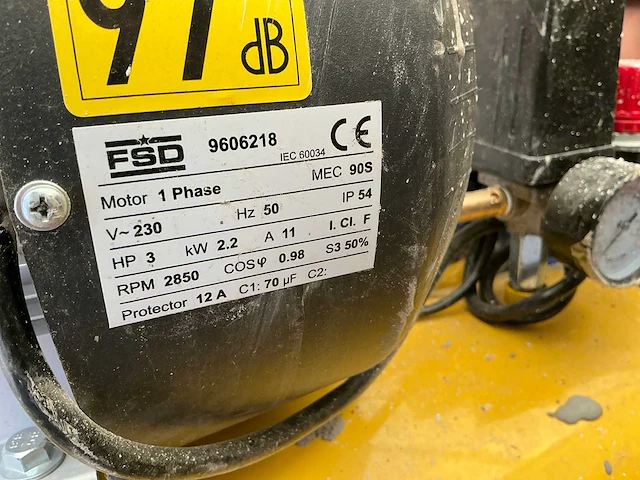 97 dB
FSD 9606218 IEC 60034 CE
Motor 1 Phase MEC 90S
V~ 230 Hz 50 IP 54
HP 3 kW 2.2 A 11 I. Cl. F
RPM 2850 COSφ 0.98 S3 50%
Protector 12 A C1: 70 µF C2: